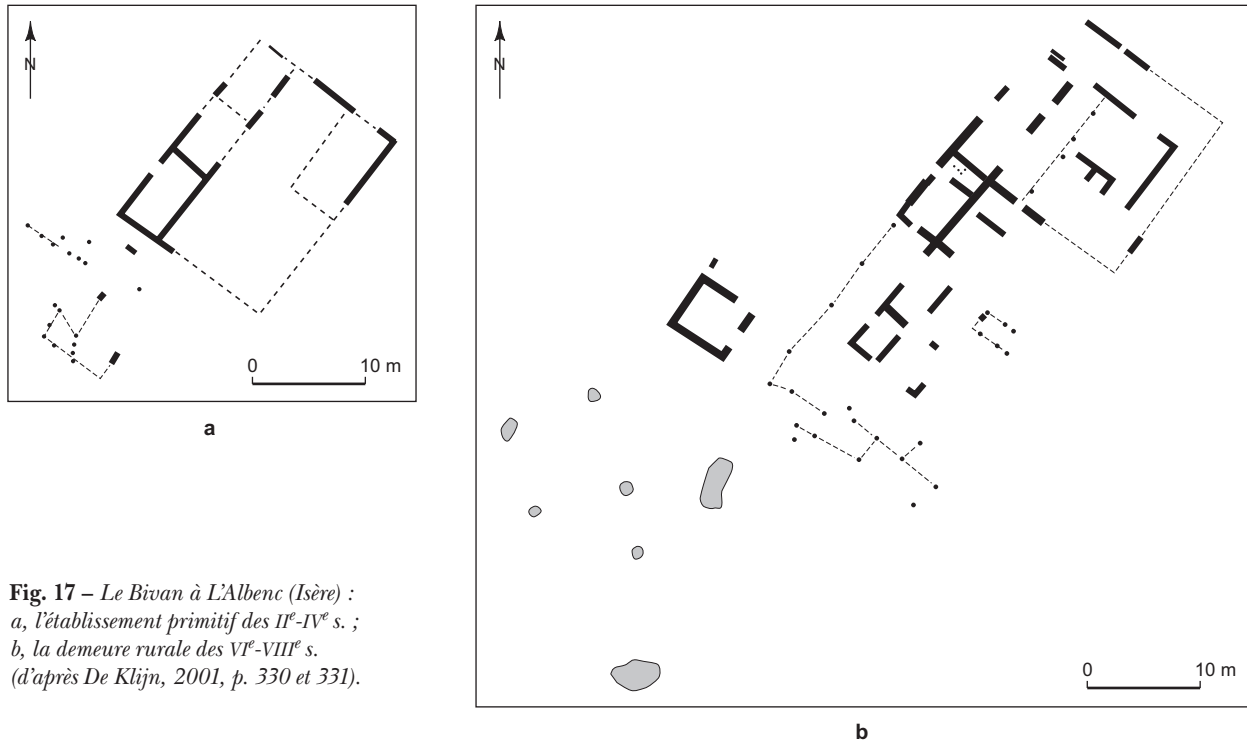 N
0 10 m
a
N
0 10 m
b
Fig. 17 – Le Bivan à L'Albenc (Isère) :
a, l'établissement primitif des IIe-IVe s. ;
b, la demeure rurale des VIe-VIIIe s.
(d'après De Klijn, 2001, p. 330 et 331).